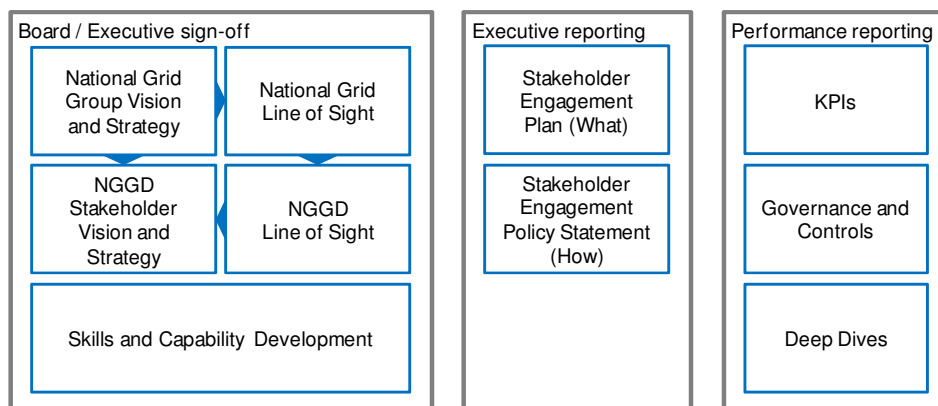 Board / Executive sign-off
National Grid
Group Vision
and Strategy
National Grid
Line of Sight
NGGD
Stakeholder
Vision and
Strategy
NGGD
Line of Sight
Skills and Capability Development
Executive reporting
Stakeholder
Engagement
Plan (What)
Stakeholder
Engagement
Policy Statement
(How)
Performance reporting
KPIs
Governance and
Controls
Deep Dives